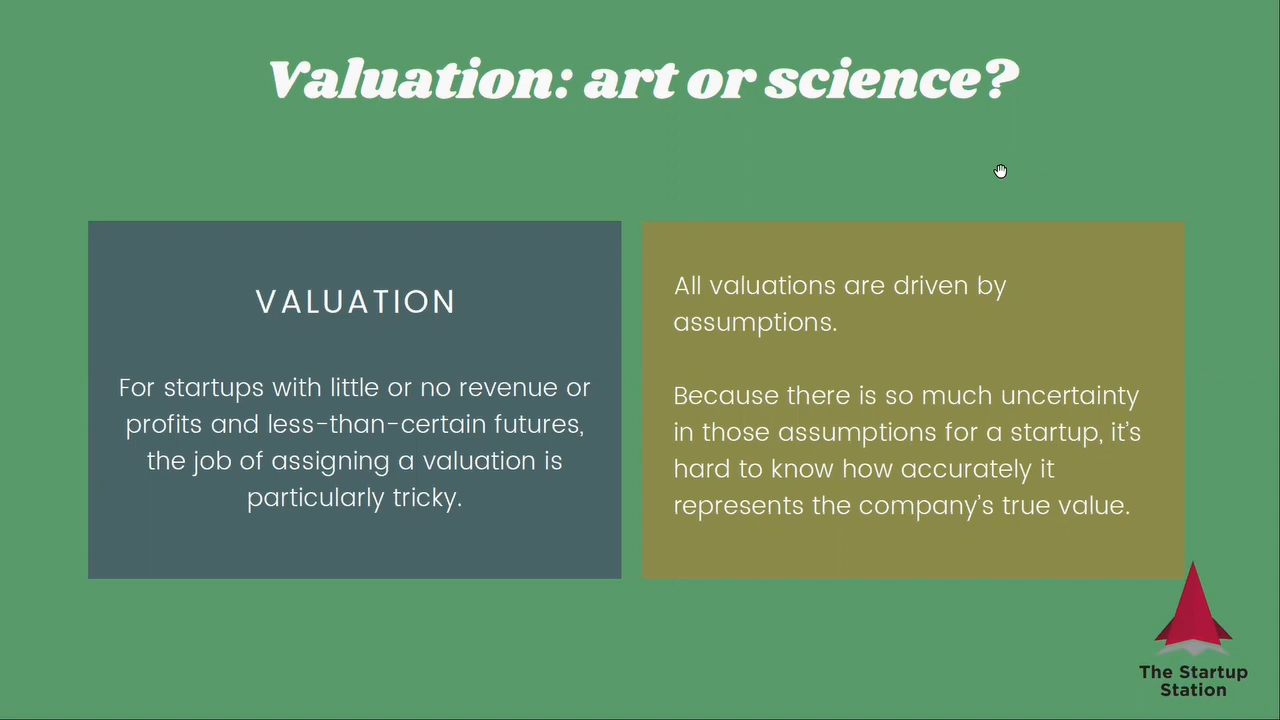 Valuation: art or science?
VALUATION
For startups with little or no revenue or
profits and less-than-certain futures,
the job of assigning a valuation is
particularly tricky.
All valuations are driven by
assumptions.
Because there is so much uncertainty
in those assumptions for a startup, it's
hard to know how accurately it
represents the company's true value.
The Startup
Station